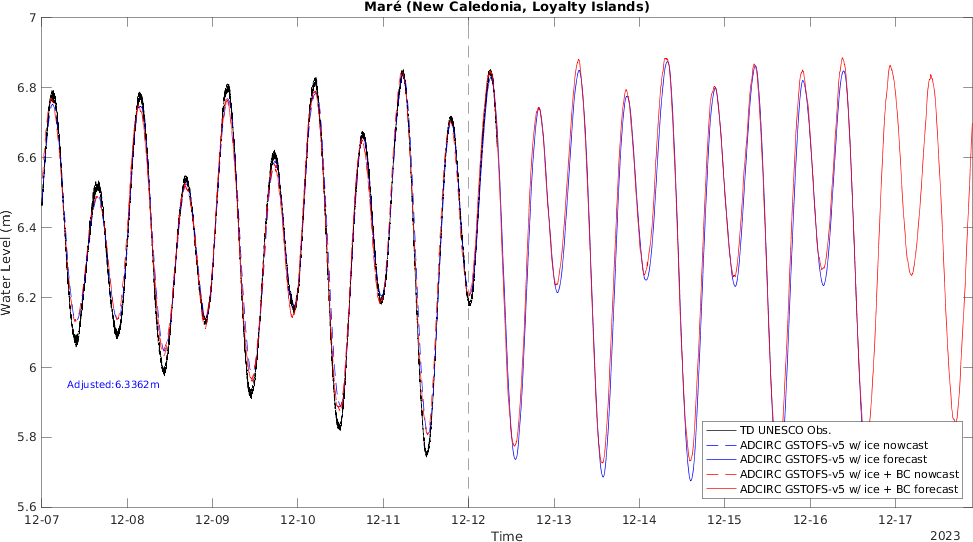 Maré (New Caledonia, Loyalty Islands)
7
6.8
6.6
6.4
6.2
6
5.8
5.6
Water Level (m)
Adjusted:6.3362m
TD UNESCO Obs.
ADCIRC GSTOFS-v5 w/ ice nowcast
ADCIRC GSTOFS-v5 w/ ice forecast
ADCIRC GSTOFS-v5 w/ ice + BC nowcast
ADCIRC GSTOFS-v5 w/ ice + BC forecast
12-07 12-08 12-09 12-10 12-11 12-12 12-13 12-14 12-15 12-16 12-17
Time
2023